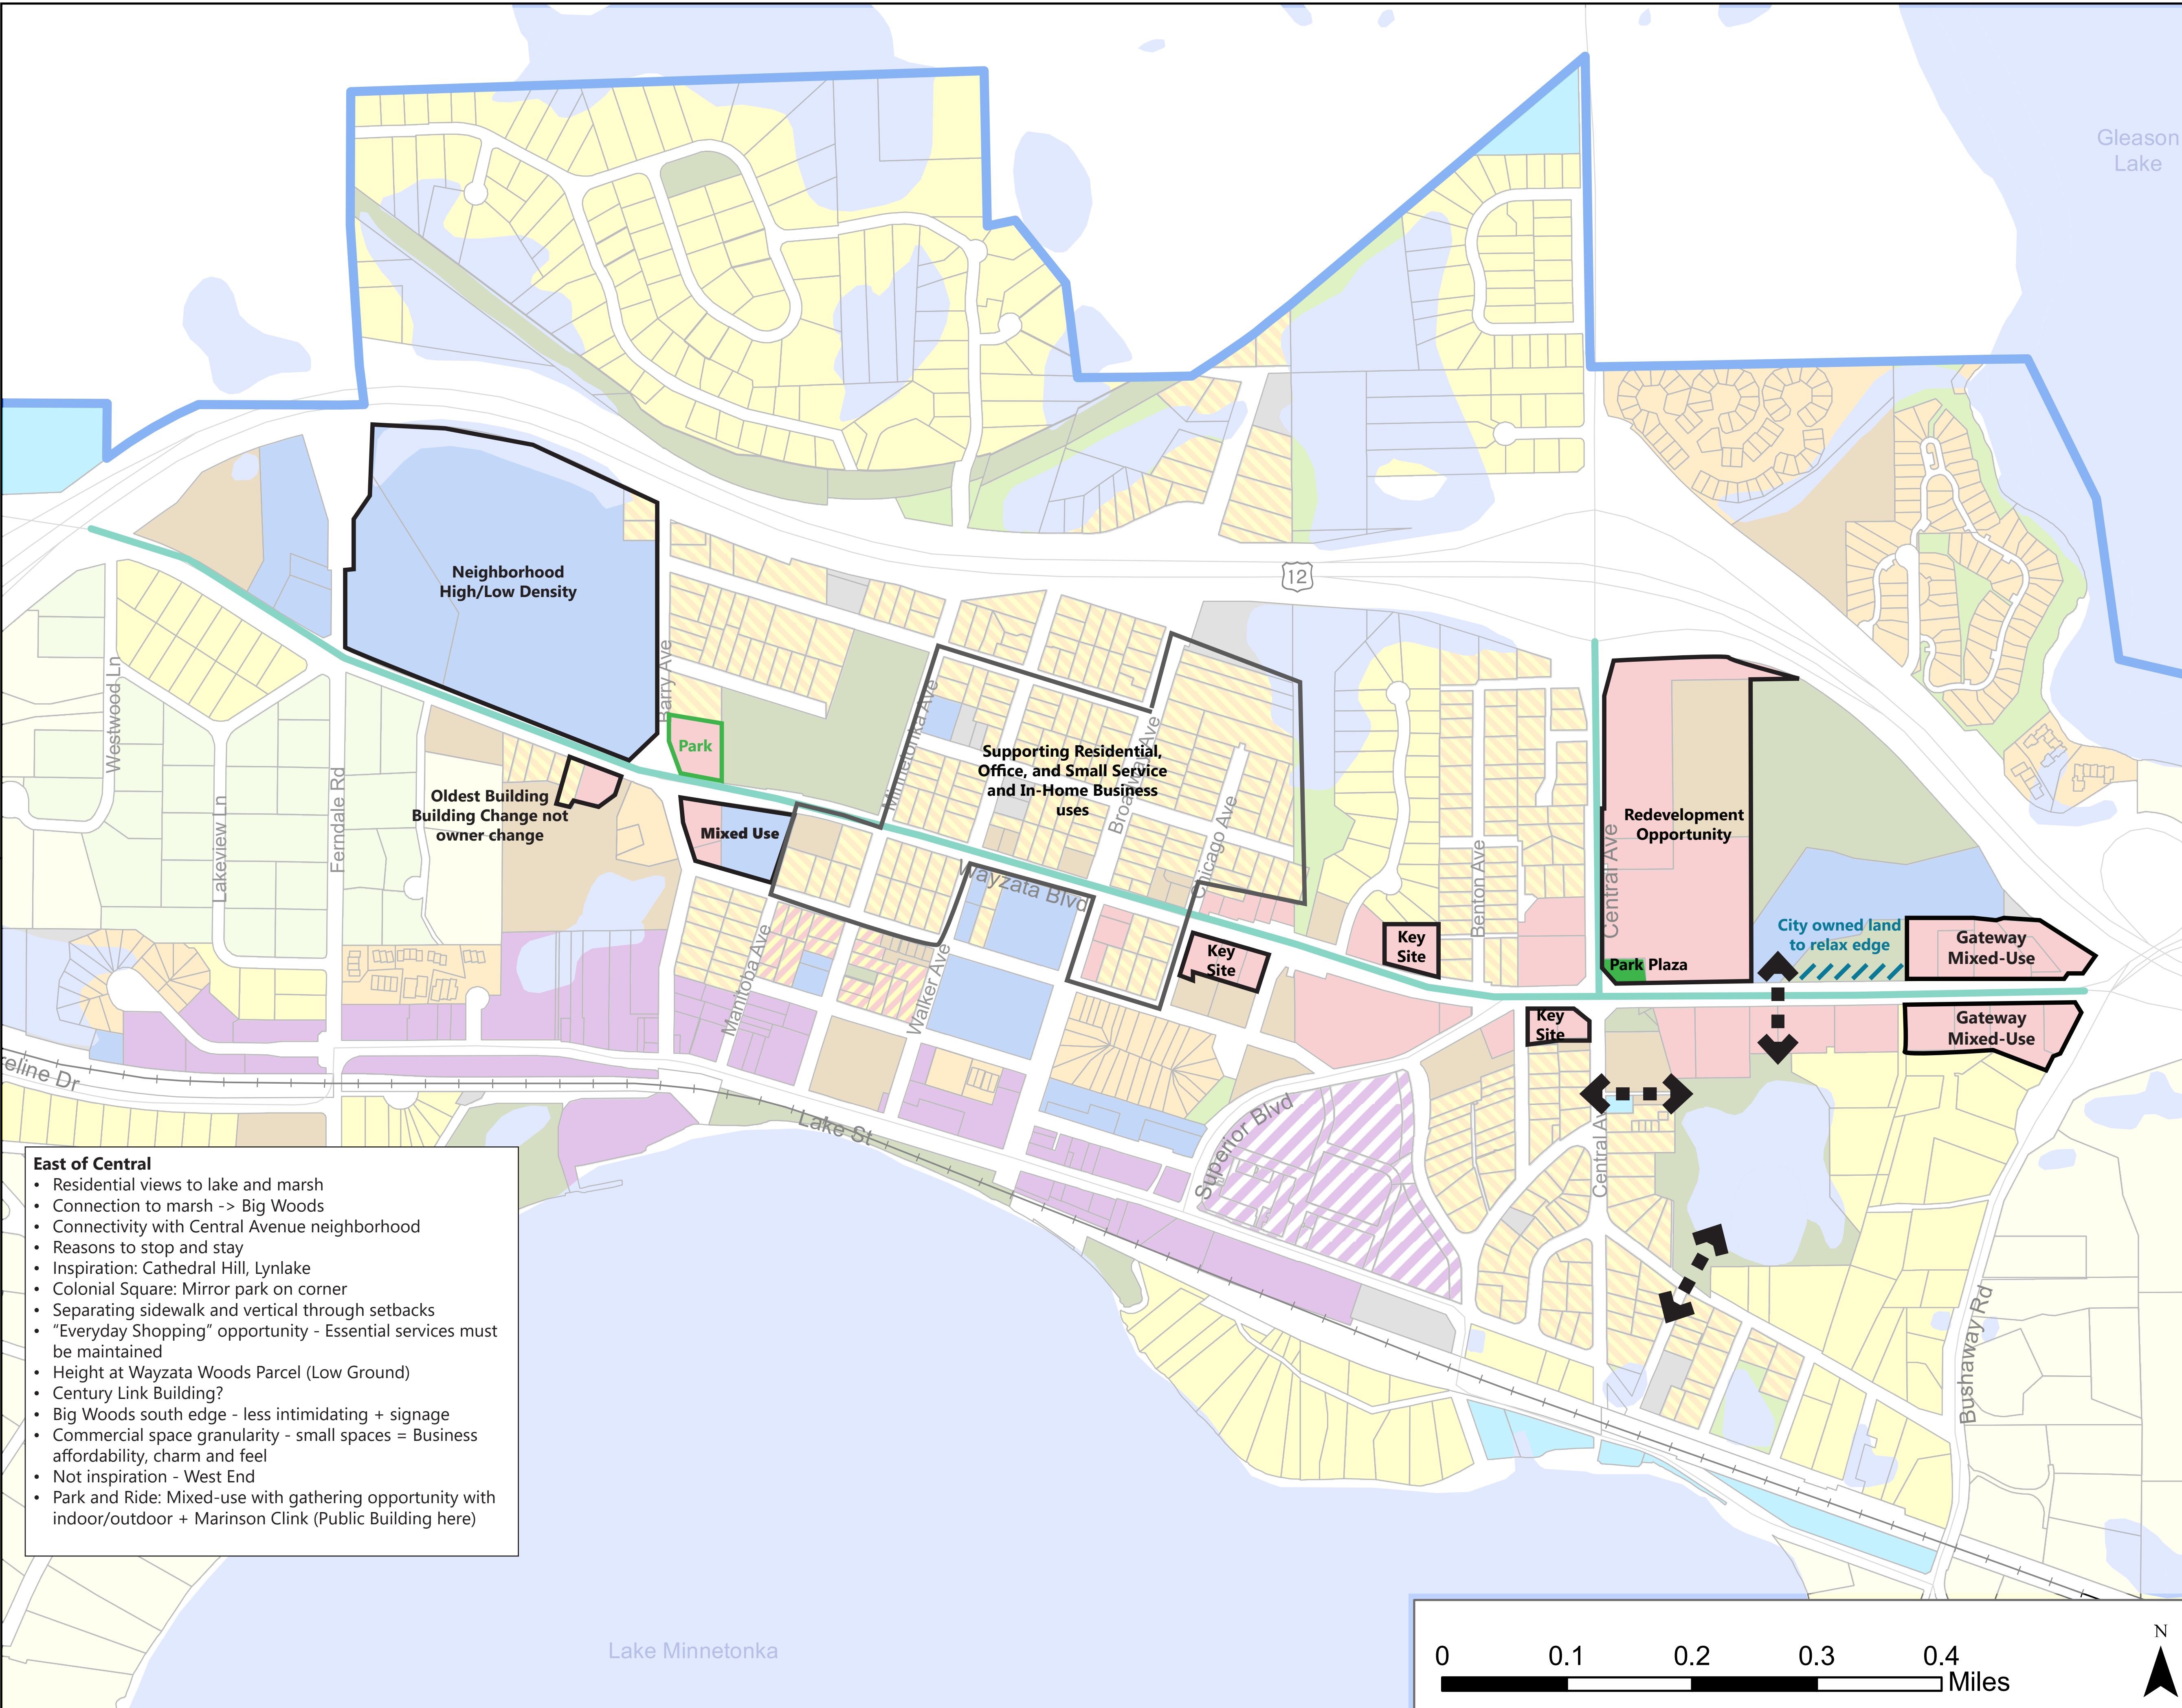 Gleason
Lake
12
Neighborhood
High/Low Density
Westwood Ln
Lakeview Ln
Ferndale Rd
Barry Ave
Park
Minnetonka Ave
Supporting Residential,
Office, and Small Service
and In-Home Business
uses
Broadway Ave
Chicago Ave
Oldest Building
Building Change not
owner change
Mixed Use
Wayzata Blvd
Benton Ave
Central Ave
Redevelopment
Opportunity
Key
Site
Key
Site
Key
Site
Park Plaza
City owned land
to relax edge
Gateway
Mixed-Use
Gateway
Mixed-Use
Manitoba Ave
Walker Ave
reline Dr
Lake St
Superior Blvd
Central Av
Bushaway Rd
East of Central
• Residential views to lake and marsh
• Connection to marsh -> Big Woods
• Connectivity with Central Avenue neighborhood
• Reasons to stop and stay
• Inspiration: Cathedral Hill, Lynlake
• Colonial Square: Mirror park on corner
• Separating sidewalk and vertical through setbacks
• “Everyday Shopping” opportunity - Essential services must
be maintained
• Height at Wayzata Woods Parcel (Low Ground)
• Century Link Building?
• Big Woods south edge - less intimidating + signage
• Commercial space granularity - small spaces = Business
affordability, charm and feel
• Not inspiration - West End
• Park and Ride: Mixed-use with gathering opportunity with
indoor/outdoor + Marinson Clink (Public Building here)
Lake Minnetonka
0 0.1 0.2 0.3 0.4
Miles
N